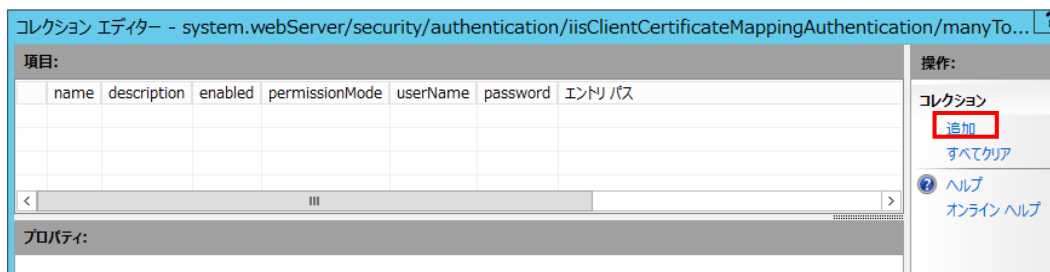 コレクション エディター - system.webServer/security/authentication/iisClientCertificateMappingAuthentication/manyTo...
項目:
name description enabled permissionMode userName password エントリ パス
プロパティ:
操作:
コレクション
追加
すべてクリア
ヘルプ
オンライン ヘルプ